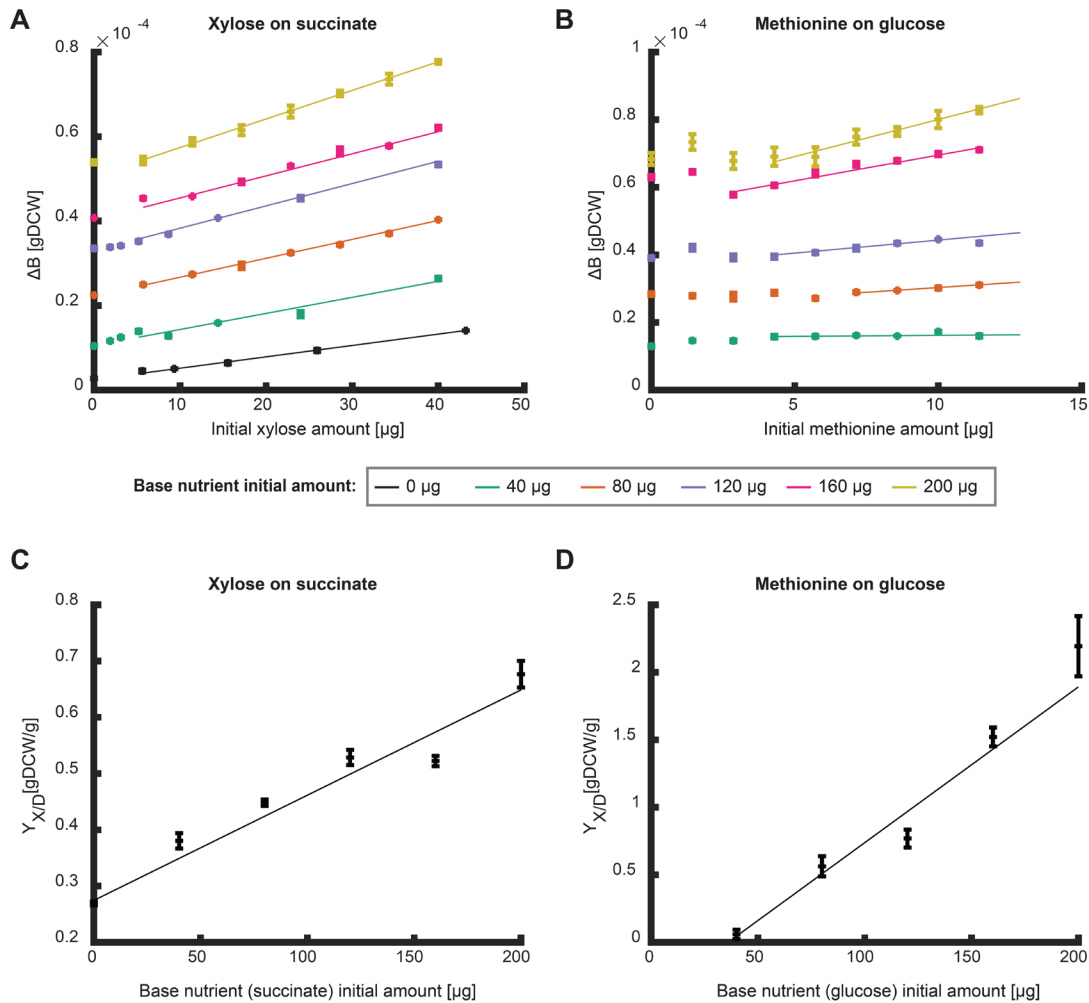 A
Xylose on succinate
× 10 -4
0.8
0.6
0.4
0.2
0
ΔB [gDCW]
0 10 20 30 40 50
Initial xylose amount [µg]
B
Methionine on glucose
× 10 -4
1
0.8
0.6
0.4
0.2
0
ΔB [gDCW]
0 5 10 15
Initial methionine amount [µg]
Base nutrient initial amount: 0 µg 40 µg 80 µg 120 µg 160 µg 200 µg
C
Xylose on succinate
0.8
0.7
0.6
0.5
0.4
0.3
0.2
YX/D[gDCW/g]
0 50 100 150 200
Base nutrient (succinate) initial amount [µg]
D
Methionine on glucose
2.5
2
1.5
1
0.5
0
YX/D[gDCW/g]
0 50 100 150 200
Base nutrient (glucose) initial amount [µg]